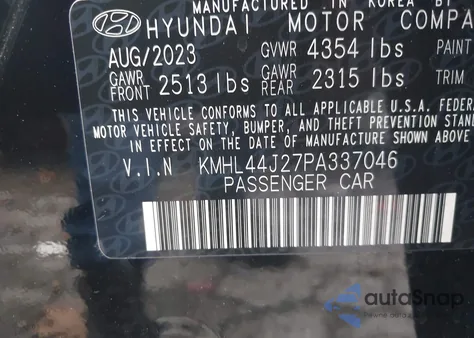 MANUFACTURED IN KOREA BY
HYUNDAI MOTOR COMPA
AUG/2023 GVWR 4354 lbs PAINT
GAWR FRONT 2513 lbs GAWR REAR 2315 lbs TRIM
THIS VEHICLE CONFORMS TO ALL APPLICABLE U.S.A. FEDER
MOTOR VEHICLE SAFETY, BUMPER, AND THEFT PREVENTION STAND
IN EFFECT ON THE DATE OF MANUFACTURE SHOWN ABOVE
V.I.N KMHL44J27PA337046
PASSENGER CAR
autoSnap